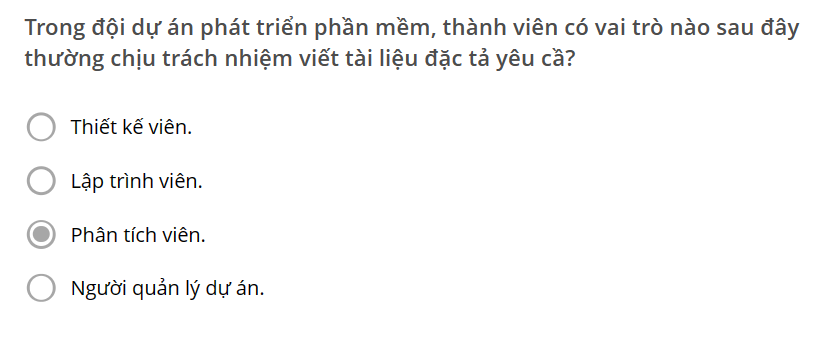 Trong đội dự án phát triển phần mềm, thành viên có vai trò nào sau đây
thường chịu trách nhiệm viết tài liệu đặc tả yêu cầ?
Thiết kế viên.
Lập trình viên.
Phân tích viên.
Người quản lý dự án.